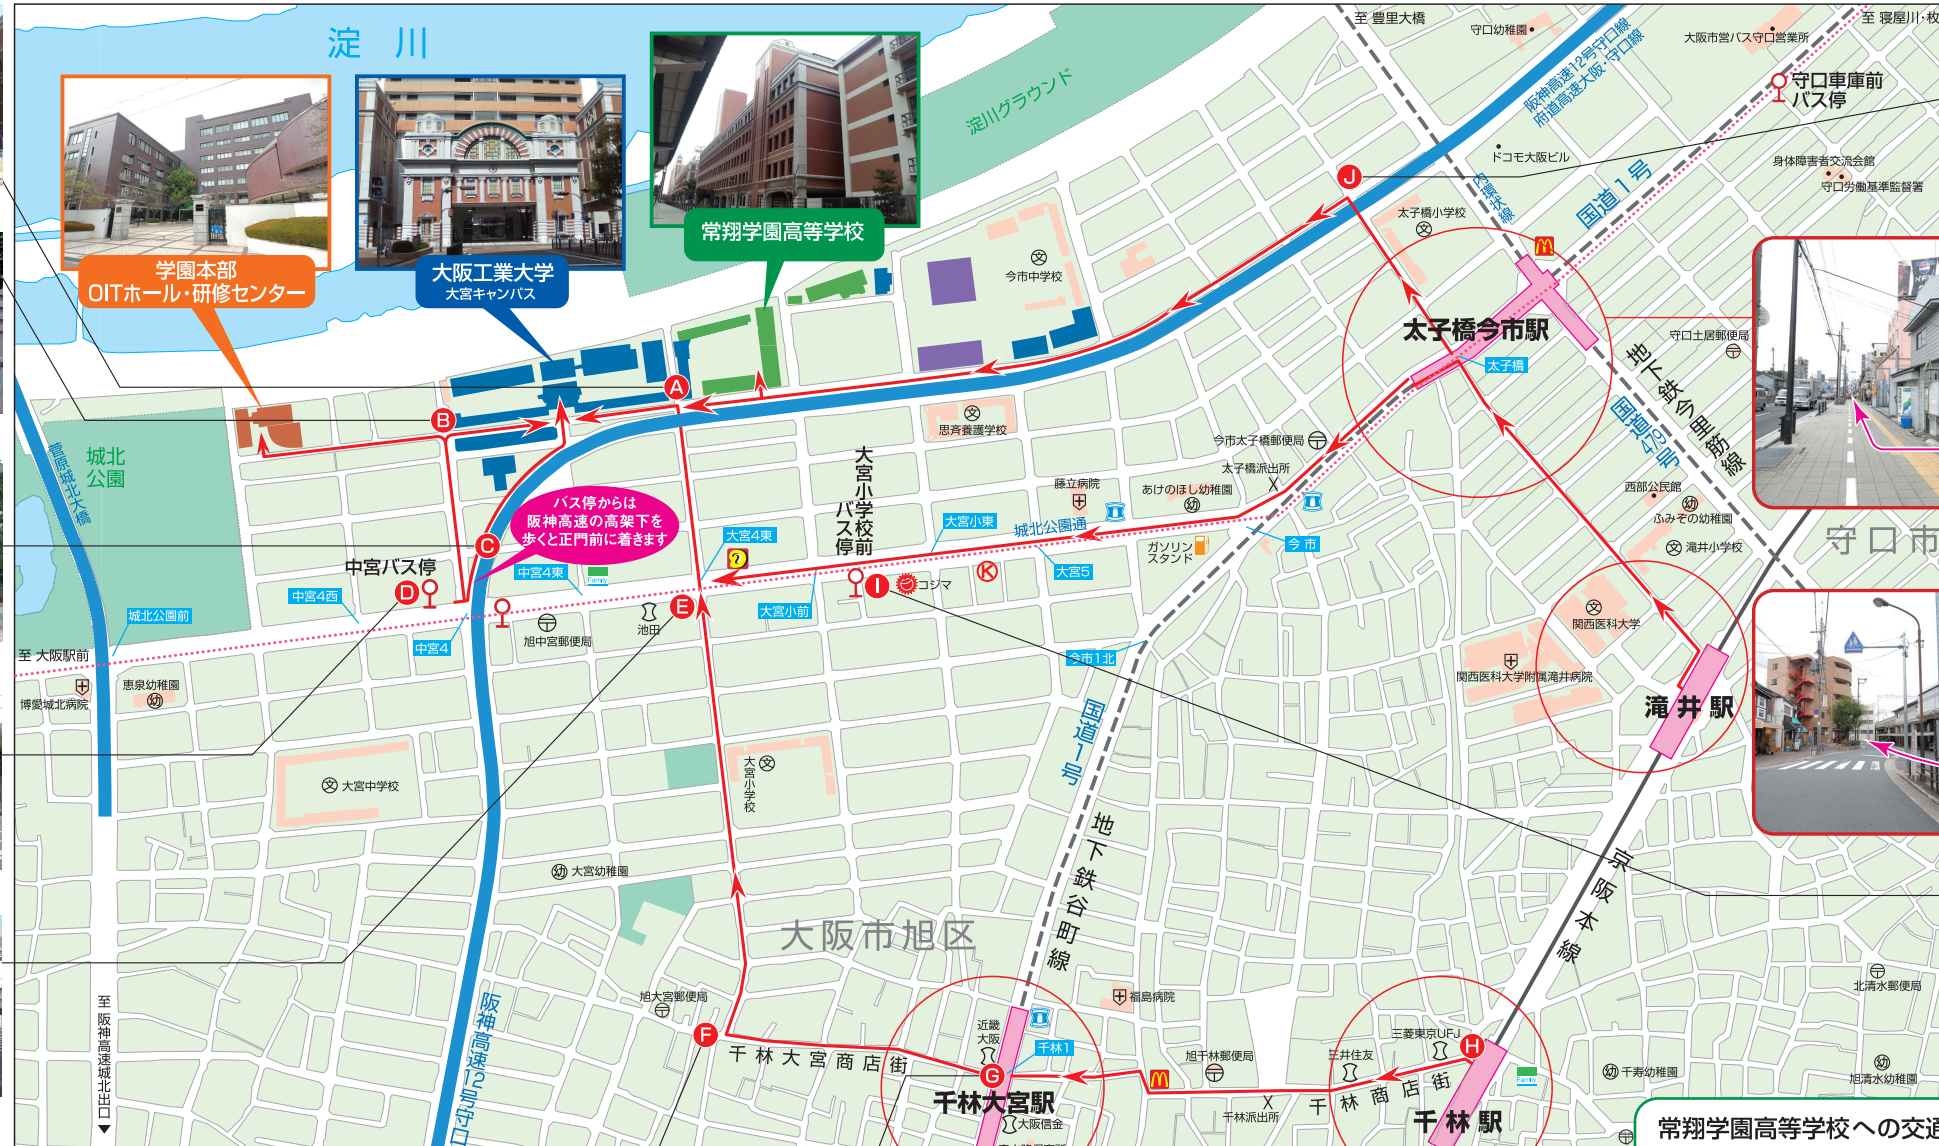 淀 川
至 豊里大橋
守口幼稚園
大阪市営バス守口営業所
至 寝屋川・枚
阪神高速12号守口線
府道高速大阪・守口線
守口車庫前
バス停
淀川グラウンド
ドコモ大阪ビル
身体障害者交流会館
守口労働基準監督署
内環状線
国道1号
J
太子橋小学校
文
学園本部
OITホール・研修センター
大阪工業大学
大宮キャンパス
常翔学園高等学校
文
今市中学校
太子橋今市駅
太子橋
守口土居郵便局
地下鉄今里筋線
国道479号
A
B
城北
公園
菅原城北大橋
文
思斉養護学校
今市太子橋郵便局
太子橋派出所
大宮小学校前
バス停
藤立病院
あけのほし幼稚園
幼
西部公民館
幼
ふみぞの幼稚園
文 滝井小学校
守口市
バス停からは
阪神高速の高架下を
歩くと正門前に着きます
C
大宮4東
大宮小東
城北公園通
今市
ガソリン
スタンド
中宮バス停
D
中宮4東
Family
大宮5
I
コジマ
K
中宮4西
城北公園前
E
大宮小前
池田
旭中宮郵便局
中宮4
今市1北
文
関西医科大学
関西医科大学附属滝井病院
滝井駅
至 大阪駅前
恵泉幼稚園
幼
博愛城北病院
国道1号
文 大宮中学校
文
大宮小学校
地下鉄谷町線
京阪本線
幼 大宮幼稚園
大阪市旭区
旭大宮郵便局
福島病院
北清水郵便局
至 阪神高速城北出口
阪神高速12号守口
F
千林大宮商店街
近畿
大阪
千林1
G
千林大宮駅
大阪信金
旭千林郵便局
千林派出所
三井住友
三菱東京UFJ
H
千林商店街
千林駅
Family
幼 千寿幼稚園
幼
旭清水幼稚園
常翔学園高等学校への交通